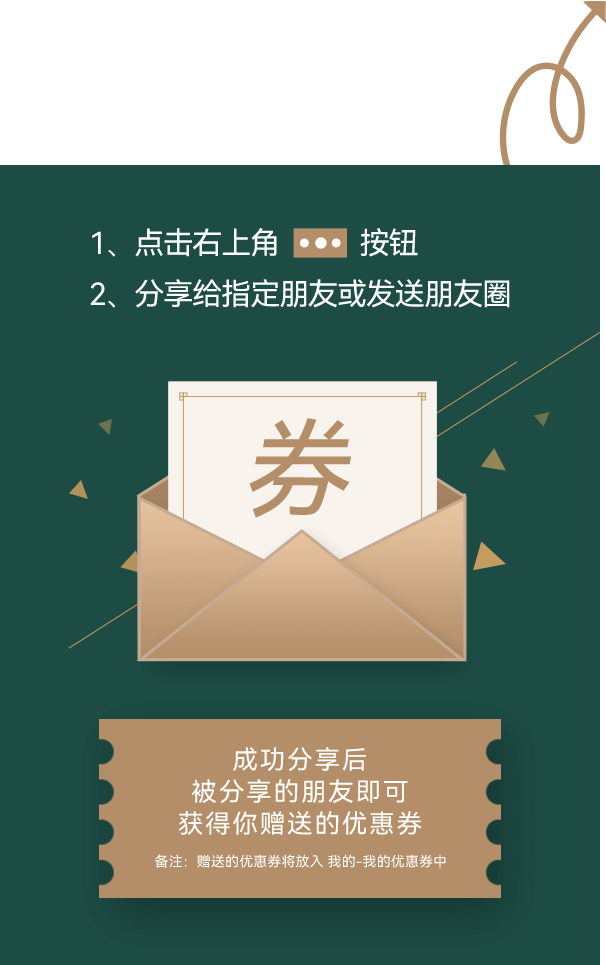 1、点击右上角 ●●● 按钮
2、分享给指定朋友或发送朋友圈
券
成功分享后
被分享的朋友即可
获得你赠送的优惠券
备注：赠送的优惠券将放入 我的-我的优惠券中